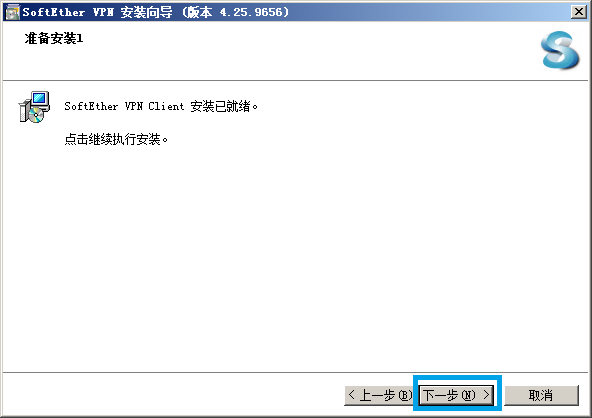 SoftEther VPN 安装向导 (版本 4.25.9656)
准备安装1
SoftEther VPN Client 安装已就绪。
点击继续执行安装。
< 上一步(B) 下一步(N) > 取消